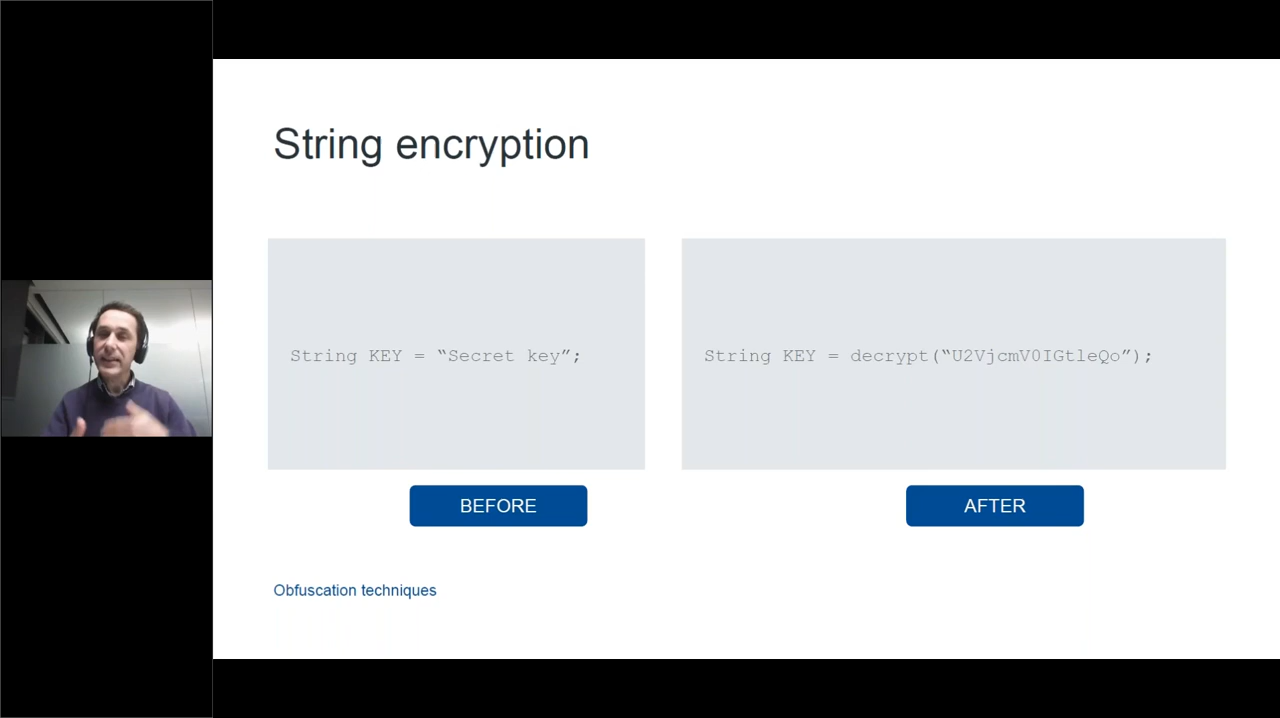 String encryption
String KEY = “Secret key”;
String KEY = decrypt(“U2VjcmV0IGtleQo”);
BEFORE
AFTER
Obfuscation techniques